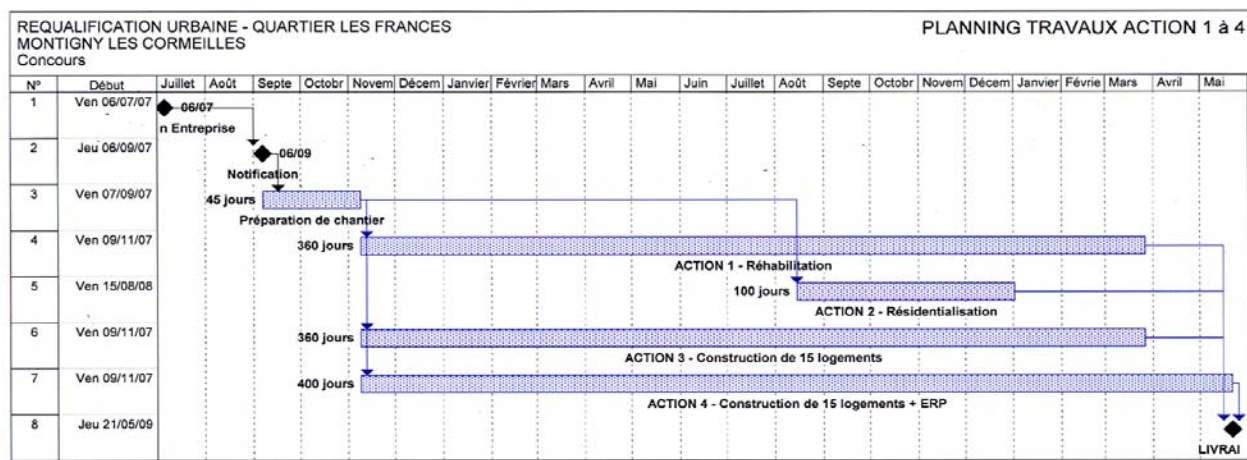 REQUALIFICATION URBAINE - QUARTIER LES FRANCES
PLANNING TRAVAUX ACTION 1 à 4
MONTIGNY LES CORMEILLES
Concours
N° Début Juillet Août Septe Octobr Novem Décem Janvier Février Mars Avril Mai Juin Juillet Août Septe Octobr Novem Décem Janvier Févrie Mars Avril Mai
1 Ven 06/07/07 06/07
n Entreprise
2 Jeu 06/09/07 06/09
Notification
3 Ven 07/09/07 45 jours
Préparation de chantier
4 Ven 09/11/07 360 jours
ACTION 1 - Réhabilitation
5 Ven 15/08/08 100 jours
ACTION 2 - Résidentialisation
6 Ven 09/11/07 360 jours
ACTION 3 - Construction de 15 logements
7 Ven 09/11/07 400 jours
ACTION 4 - Construction de 15 logements + ERP
8 Jeu 21/05/09
LIVRAI